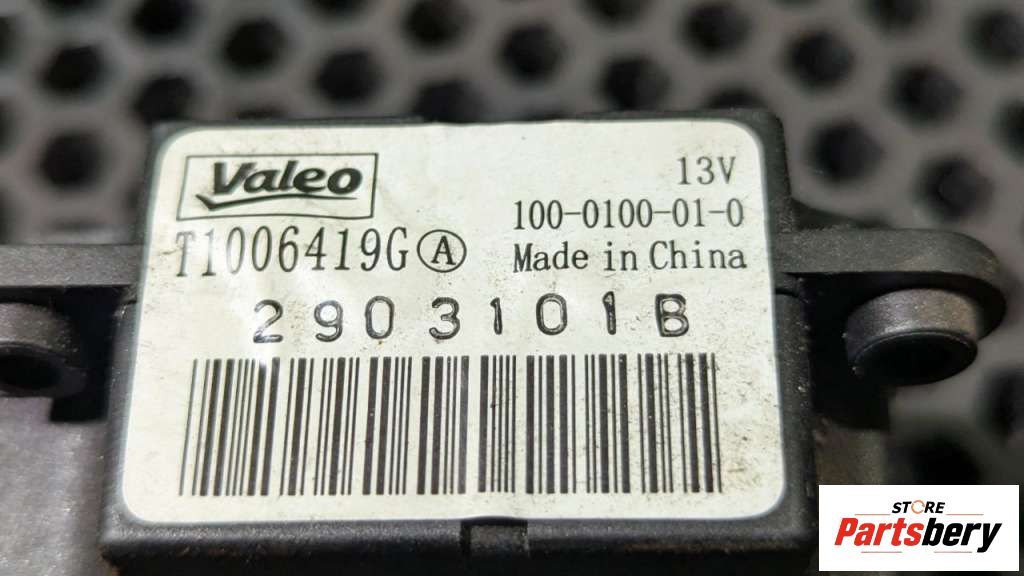 Valeo
13V
100-0100-01-0
T1006419G Ⓐ
Made in China
2903101B
STORE
Partsbery